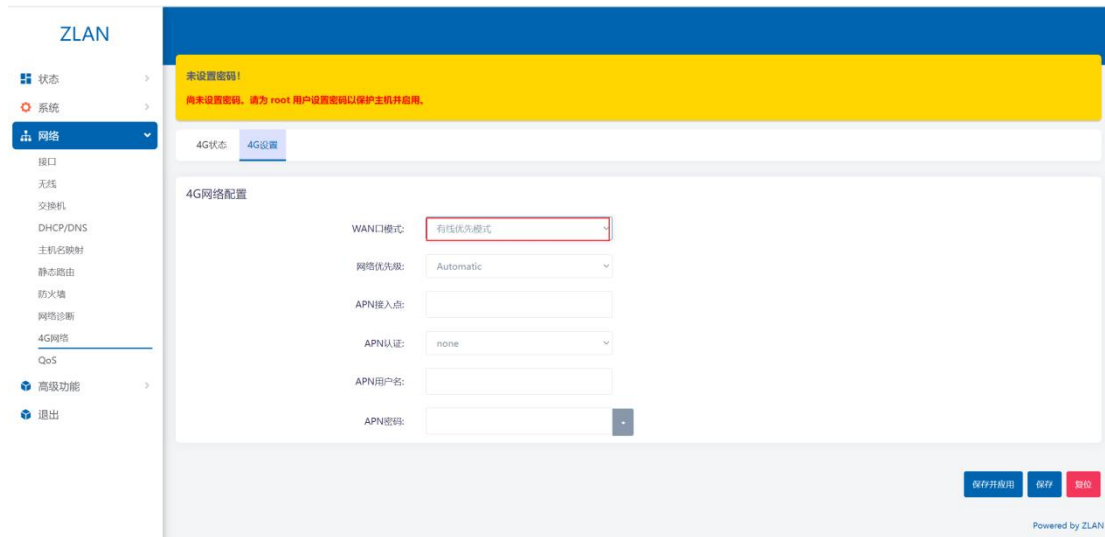 ZLAN
状态
系统
网络
接口
无线
交换机
DHCP/DNS
主机名映射
静态路由
防火墙
网络诊断
4G网络
QoS
高级功能
退出
未设置密码!
尚未设置密码。请为 root 用户设置密码以保护主机并启用。
4G状态 4G设置
4G网络配置
WAN口模式: 有线优先模式
网络优先级: Automatic
APN接入点:
APN认证: none
APN用户名:
APN密码:
保存并应用 保存 复位
Powered by ZLAN